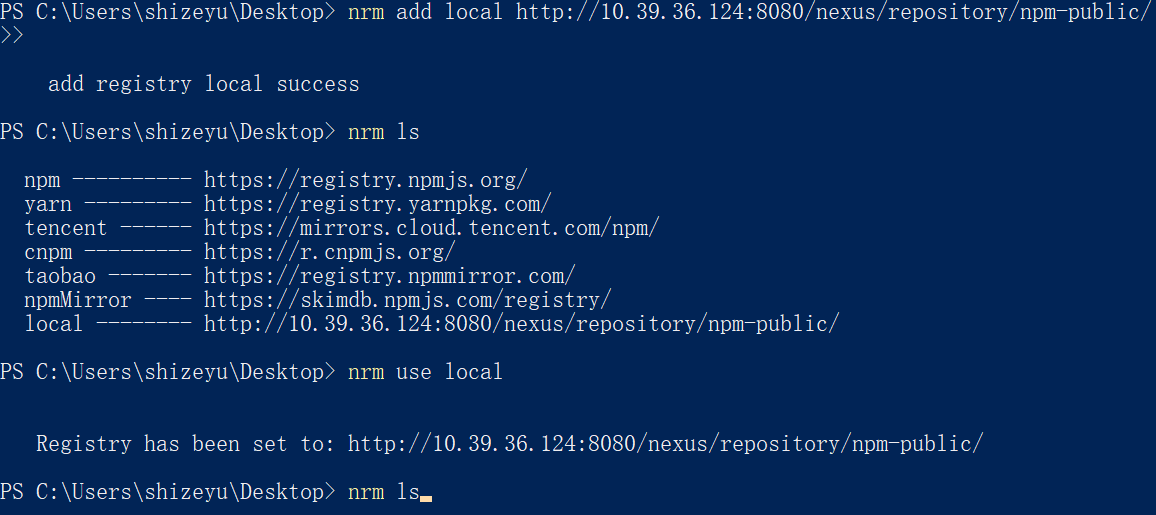 PS C:\Users\shizeyu\Desktop> nrm add local http://10.39.36.124:8080/nexus/repository/npm-public/
>>
add registry local success
PS C:\Users\shizeyu\Desktop> nrm ls
npm ---------- https://registry.npmjs.org/
yarn --------- https://registry.yarnpkg.com/
tencent ------ https://mirrors.cloud.tencent.com/npm/
cnpm --------- https://r.cnpmjs.org/
taobao ------- https://registry.npmmirror.com/
npmMirror ---- https://skimdb.npmjs.com/registry/
local -------- http://10.39.36.124:8080/nexus/repository/npm-public/
PS C:\Users\shizeyu\Desktop> nrm use local
Registry has been set to: http://10.39.36.124:8080/nexus/repository/npm-public/
PS C:\Users\shizeyu\Desktop> nrm ls